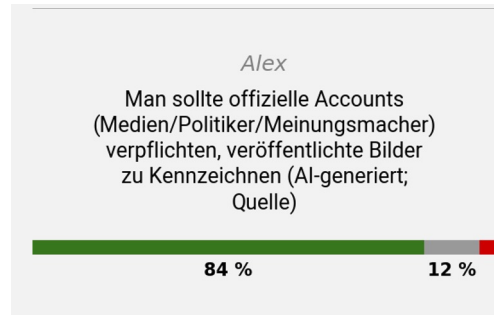 Alex
Man sollte offizielle Accounts
(Medien/Politiker/Meinungsmacher)
verpflichten, veröffentlichte Bilder
zu Kennzeichnen (AI-generiert;
Quelle)
84 %
12 %